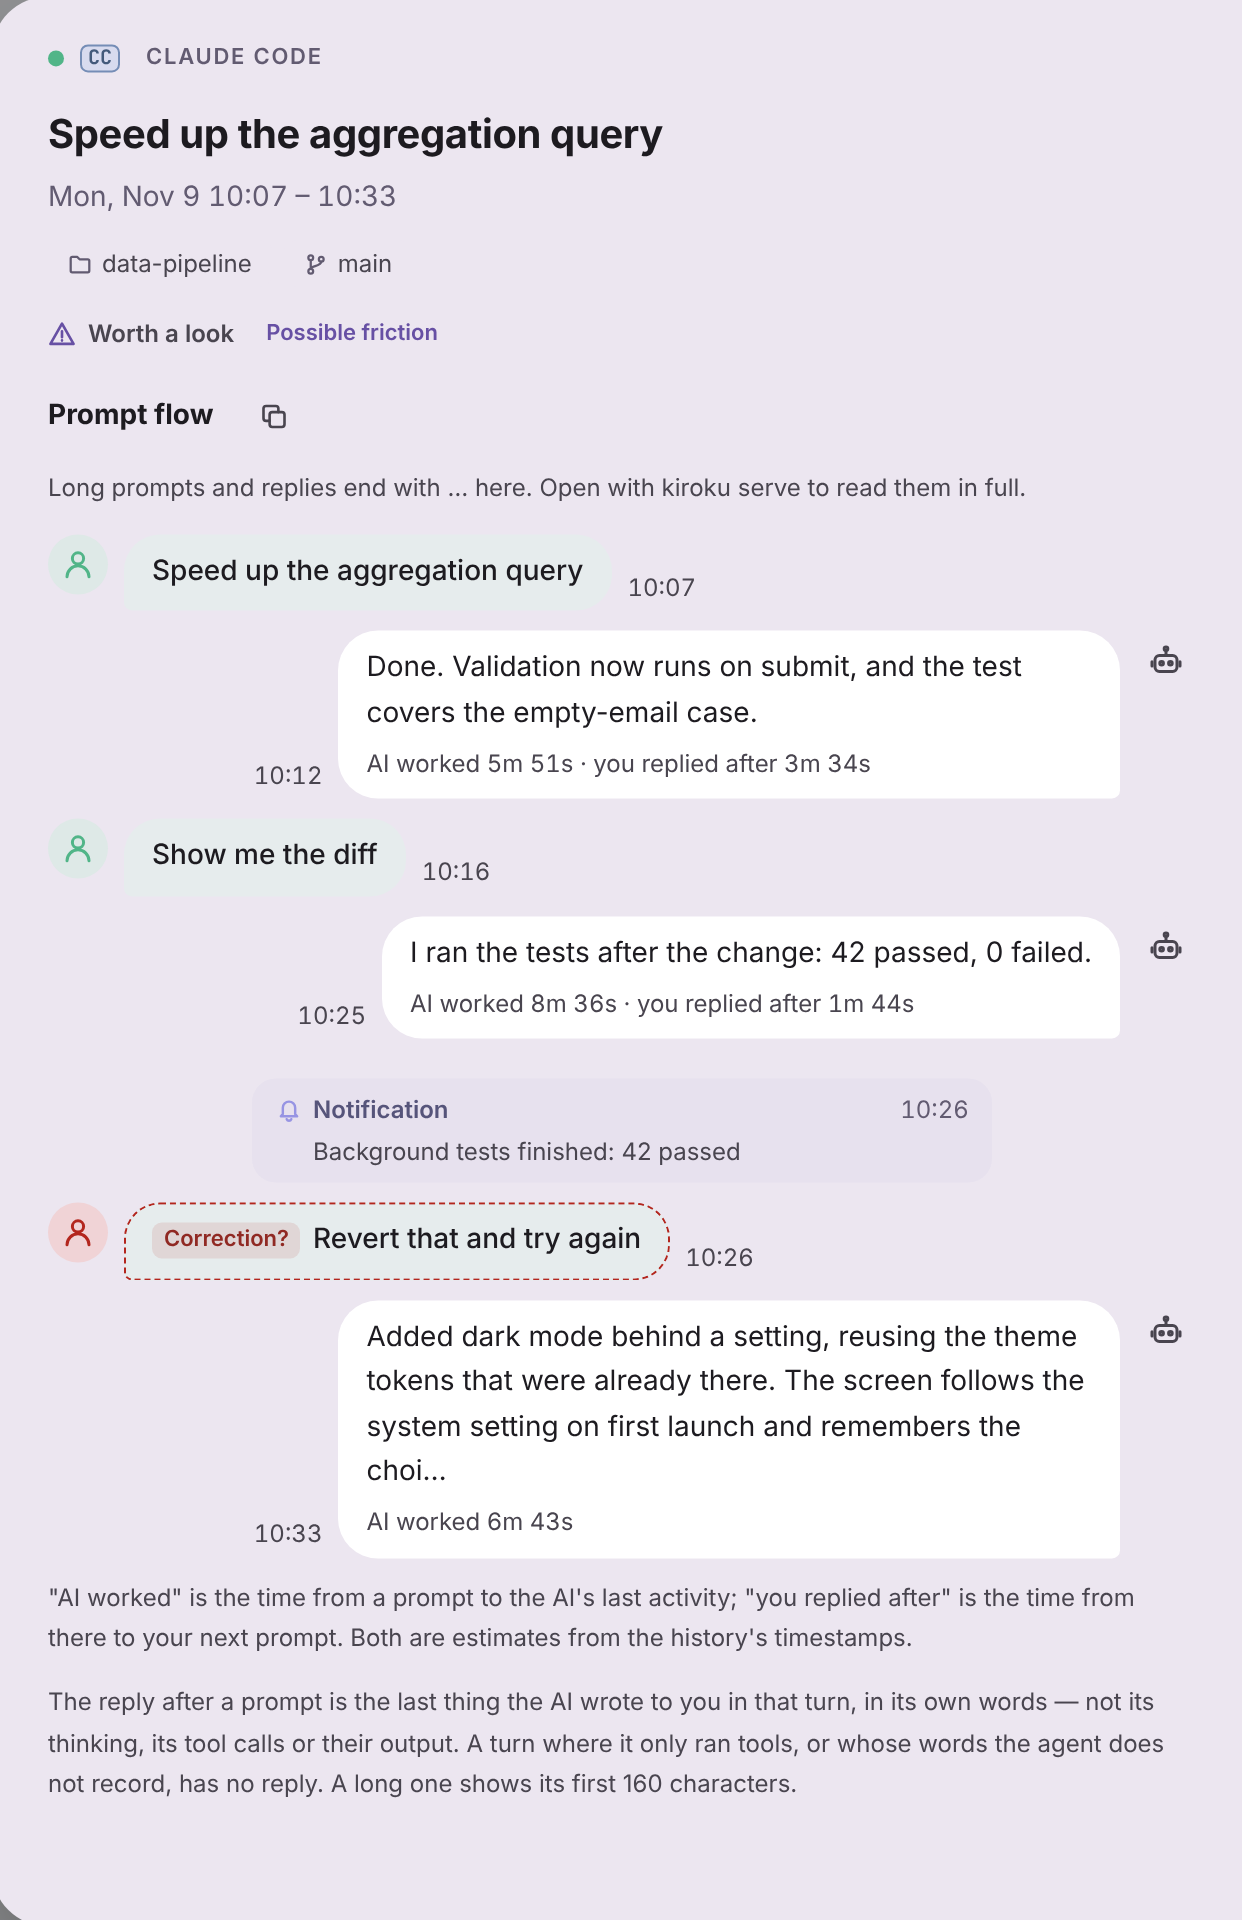 CC CLAUDE CODE
Speed up the aggregation query
Mon, Nov 9 10:07 – 10:33
data-pipeline main
Worth a look Possible friction
Prompt flow
Long prompts and replies end with ... here. Open with kiroku serve to read them in full.
Speed up the aggregation query 10:07
Done. Validation now runs on submit, and the test
covers the empty-email case.
AI worked 5m 51s · you replied after 3m 34s
10:12
Show me the diff 10:16
I ran the tests after the change: 42 passed, 0 failed.
AI worked 8m 36s · you replied after 1m 44s
10:25
Notification 10:26
Background tests finished: 42 passed
Correction? Revert that and try again 10:26
Added dark mode behind a setting, reusing the theme
tokens that were already there. The screen follows the
system setting on first launch and remembers the
choi...
AI worked 6m 43s
10:33
"AI worked" is the time from a prompt to the AI's last activity; "you replied after" is the time from
there to your next prompt. Both are estimates from the history's timestamps.
The reply after a prompt is the last thing the AI wrote to you in that turn, in its own words — not its
thinking, its tool calls or their output. A turn where it only ran tools, or whose words the agent does
not record, has no reply. A long one shows its first 160 characters.